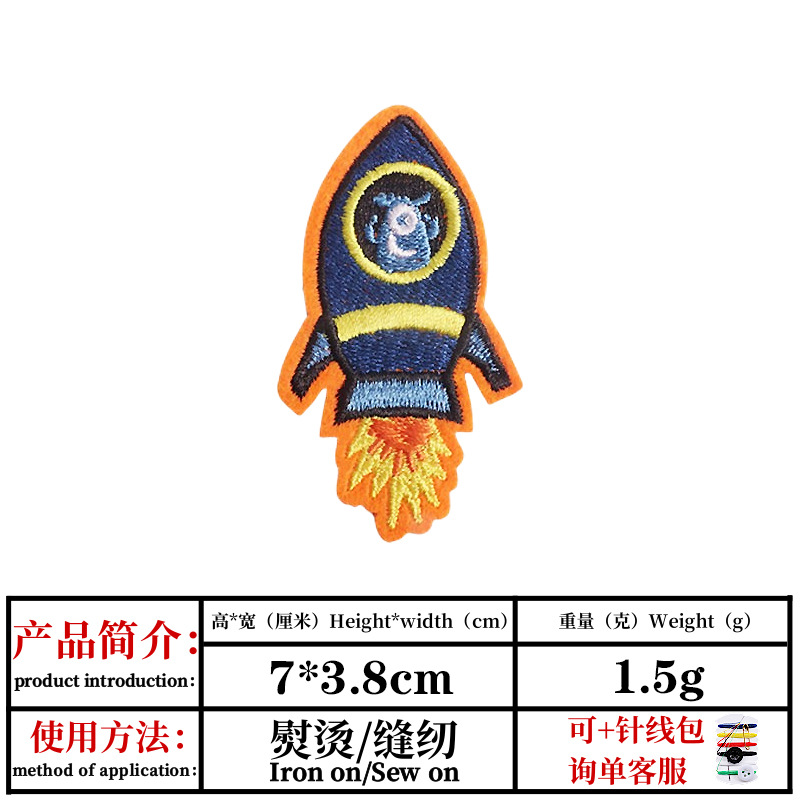 产品简介：
product introduction:
高*宽（厘米）Height*width（cm）
重量（克）Weight（g）
7*3.8cm
1.5g
使用方法：
method of application:
熨烫/缝纫
Iron on/Sew on
可+针线包
询单客服